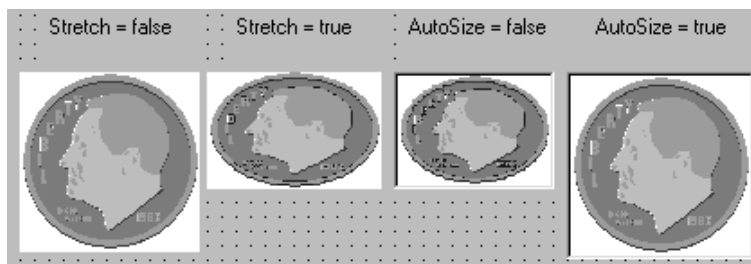 Stretch = false
Stretch = true
AutoSize = false
AutoSize = true